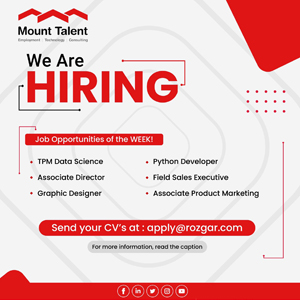 Mount Talent
Employment Technology Consulting
We Are
HIRING
Job Opportunities of the WEEK!
TPM Data Science
Python Developer
Associate Director
Field Sales Executive
Graphic Designer
Associate Product Marketing
Send your CV's at : apply@rozgar.com
For more information, read the caption